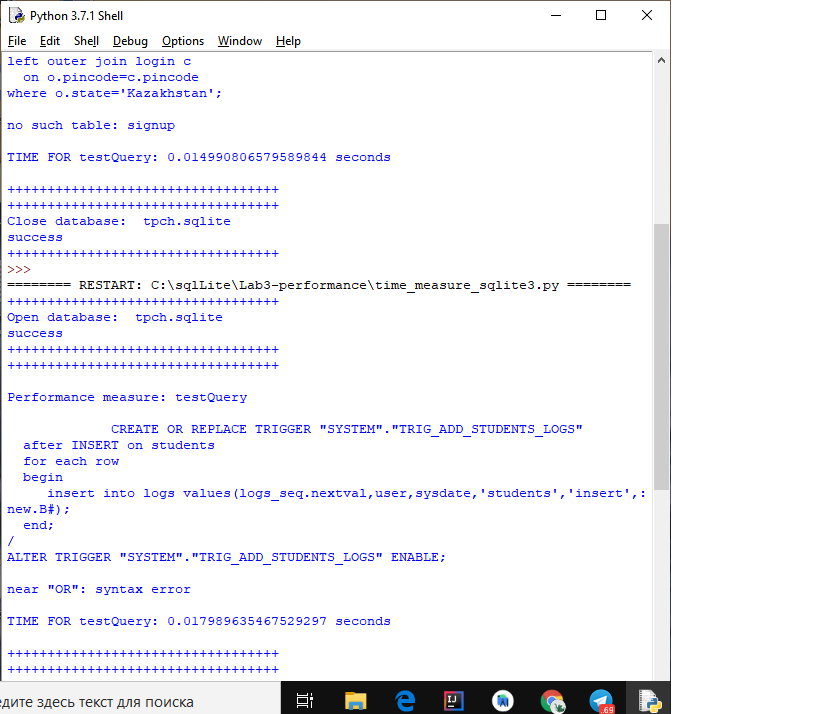 Python 3.7.1 Shell
File Edit Shell Debug Options Window Help
left outer join login c
  on o.pincode=c.pincode
where o.state='Kazakhstan';
no such table: signup
TIME FOR testQuery: 0.014990806579589844 seconds
++++++++++++++++++++++++++++++++++
++++++++++++++++++++++++++++++++++
Close database:  tpch.sqlite
success
++++++++++++++++++++++++++++++++++
>>>
======== RESTART: C:\sqlLite\Lab3-performance\time_measure_sqlite3.py ========
++++++++++++++++++++++++++++++++++
Open database:  tpch.sqlite
success
++++++++++++++++++++++++++++++++++
++++++++++++++++++++++++++++++++++
Performance measure: testQuery
             CREATE OR REPLACE TRIGGER "SYSTEM"."TRIG_ADD_STUDENTS_LOGS"
  after INSERT on students
  for each row
  begin
     insert into logs values(logs_seq.nextval,user,sysdate,'students','insert',:
new.B#);
  end;
/
ALTER TRIGGER "SYSTEM"."TRIG_ADD_STUDENTS_LOGS" ENABLE;
near "OR": syntax error
TIME FOR testQuery: 0.017989635467529297 seconds
++++++++++++++++++++++++++++++++++
++++++++++++++++++++++++++++++++++
едите здесь текст для поиска
IJ
.69